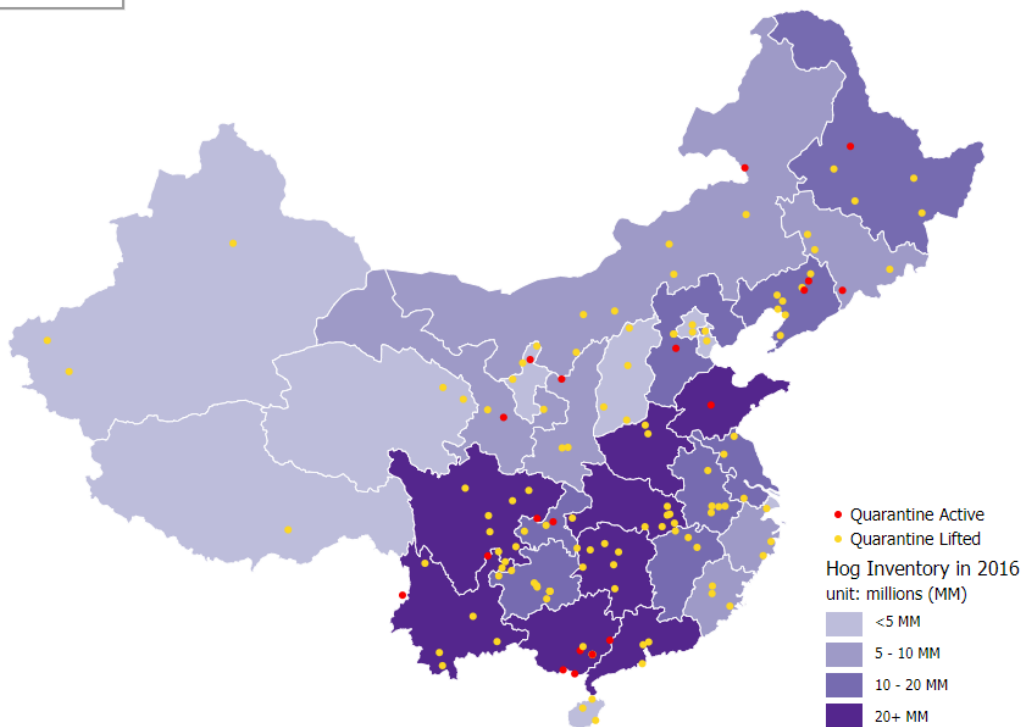 Quarantine Active
Quarantine Lifted
Hog Inventory in 2016
unit: millions (MM)
<5 MM
5 - 10 MM
10 - 20 MM
20+ MM